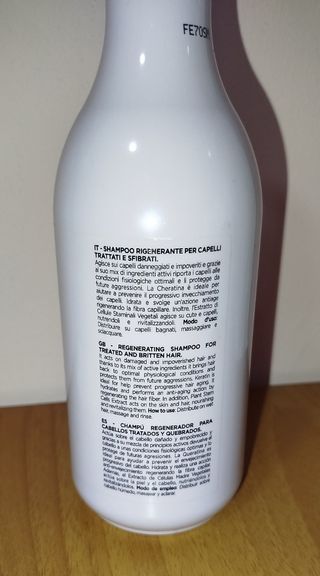 FE70SM
IT - SHAMPOO RIGENERANTE PER CAPELLI
TRATTATI E SFIBRATI.
Agisce sui capelli danneggiati e impoveriti e grazie
al suo mix di ingredienti attivi riporta i capelli alle
condizioni fisiologiche ottimali e li protegge da
future aggressioni. La Cheratina è ideale per
aiutare a prevenire il progressivo invecchiamento
dei capelli. Idrata e svolge un'azione antiage
rigenerando la fibra capillare. Inoltre, l'Estratto di
Cellule Staminali Vegetali agisce su cute e capelli,
nutrendoli e rivitalizzandoli. Modo d'uso:
Distribuire su capelli bagnati, massaggiare e
sciacquare.
GB - REGENERATING SHAMPOO FOR
TREATED AND BRITTEN HAIR.
It acts on damaged and impoverished hair and
thanks to its mix of active ingredients it brings hair
back to optimal physiological conditions and
protects them from future aggressions. Keratin is
ideal for help prevent progressive hair aging. It
hydrates and performs an anti-aging action by
regenerating the hair fiber. In addition, Plant Stem
Cells Extract acts on the skin and hair, nourishing
and revitalizing them. How to use: Distribute on wet
hair, massage and rinse.
ES - CHAMPÚ REGENERADOR PARA
CABELLOS TRATADOS Y QUEBRADOS.
Actúa sobre el cabello dañado y empobrecido y
gracias a su mezcla de principios activos devuelve el
cabello a unas condiciones fisiológicas óptimas y lo
protege de futuras agresiones. La Queratina es
ideal para ayudar a prevenir el envejecimiento
progresivo del cabello. Hidrata y realiza una acción
anti-envejecimiento regenerando la fibra capilar.
Además, el Extracto de Células Madre Vegetales
actúa sobre la piel y el cabello, nutriéndolos y
revitalizándolos. Modo de empleo: Distribuir sobre
cabello húmedo, masajear y aclarar.